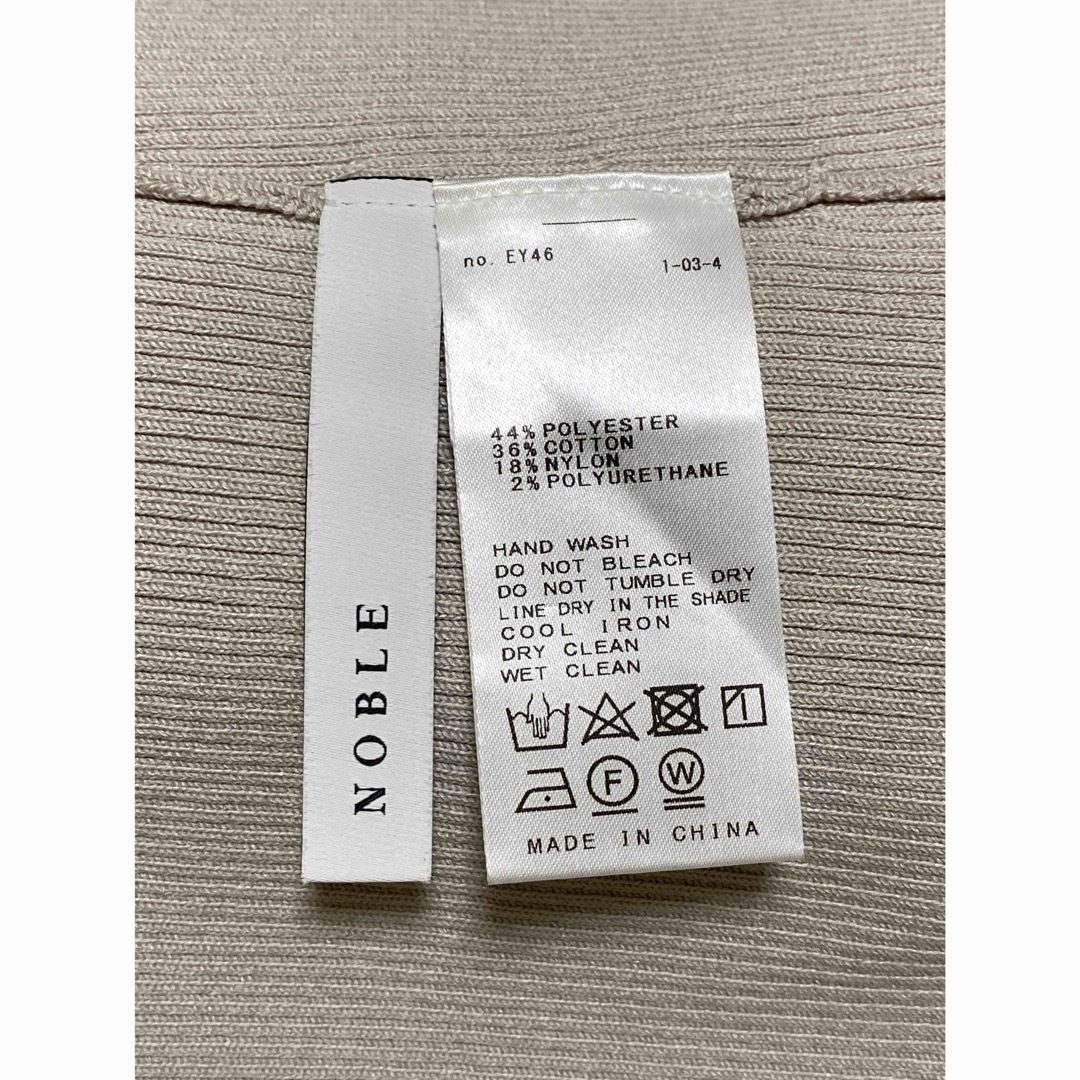 NOBLE
no. EY46
1-03-4
44% POLYESTER
36% COTTON
18% NYLON
2% POLYURETHANE
HAND WASH
DO NOT BLEACH
DO NOT TUMBLE DRY
LINE DRY IN THE SHADE
COOL IRON
DRY CLEAN
WET CLEAN
F W
MADE IN CHINA